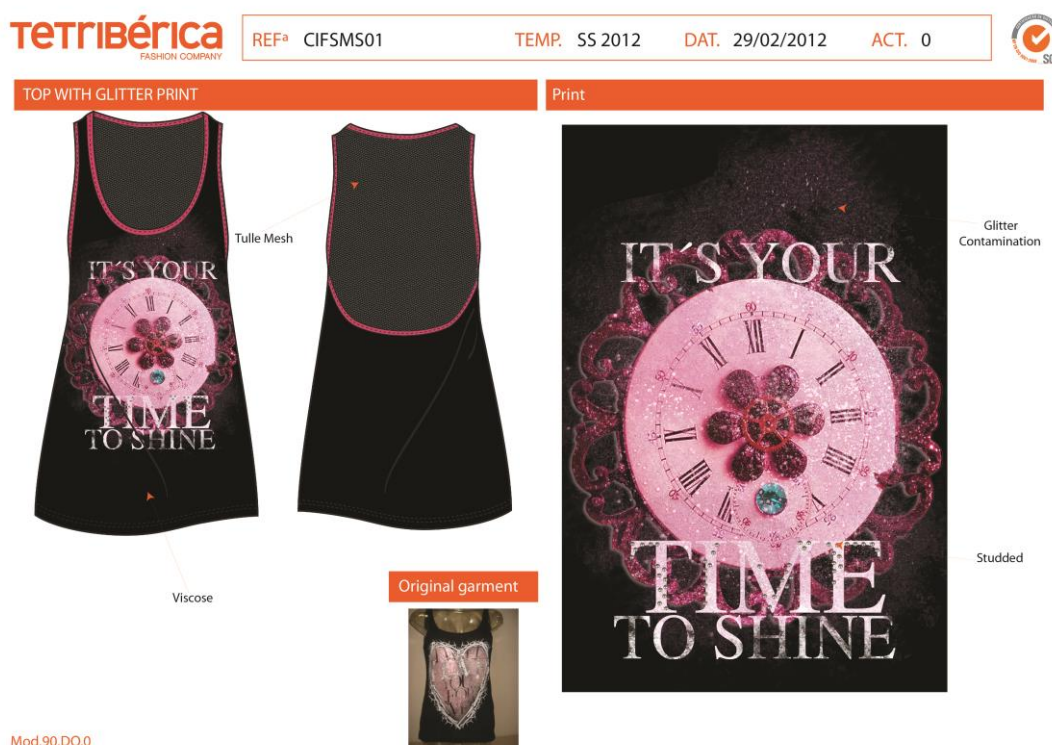 TETRIBÉRICA
FASHION COMPANY
REFª CIFSMS01 TEMP. SS 2012 DAT. 29/02/2012 ACT. 0
TOP WITH GLITTER PRINT
Print
Tulle Mesh
IT´S YOUR
TIME
TO SHINE
Viscose
Original garment
IT´S YOUR
TIME
TO SHINE
Glitter
Contamination
Studded
Mod.90.DO.0